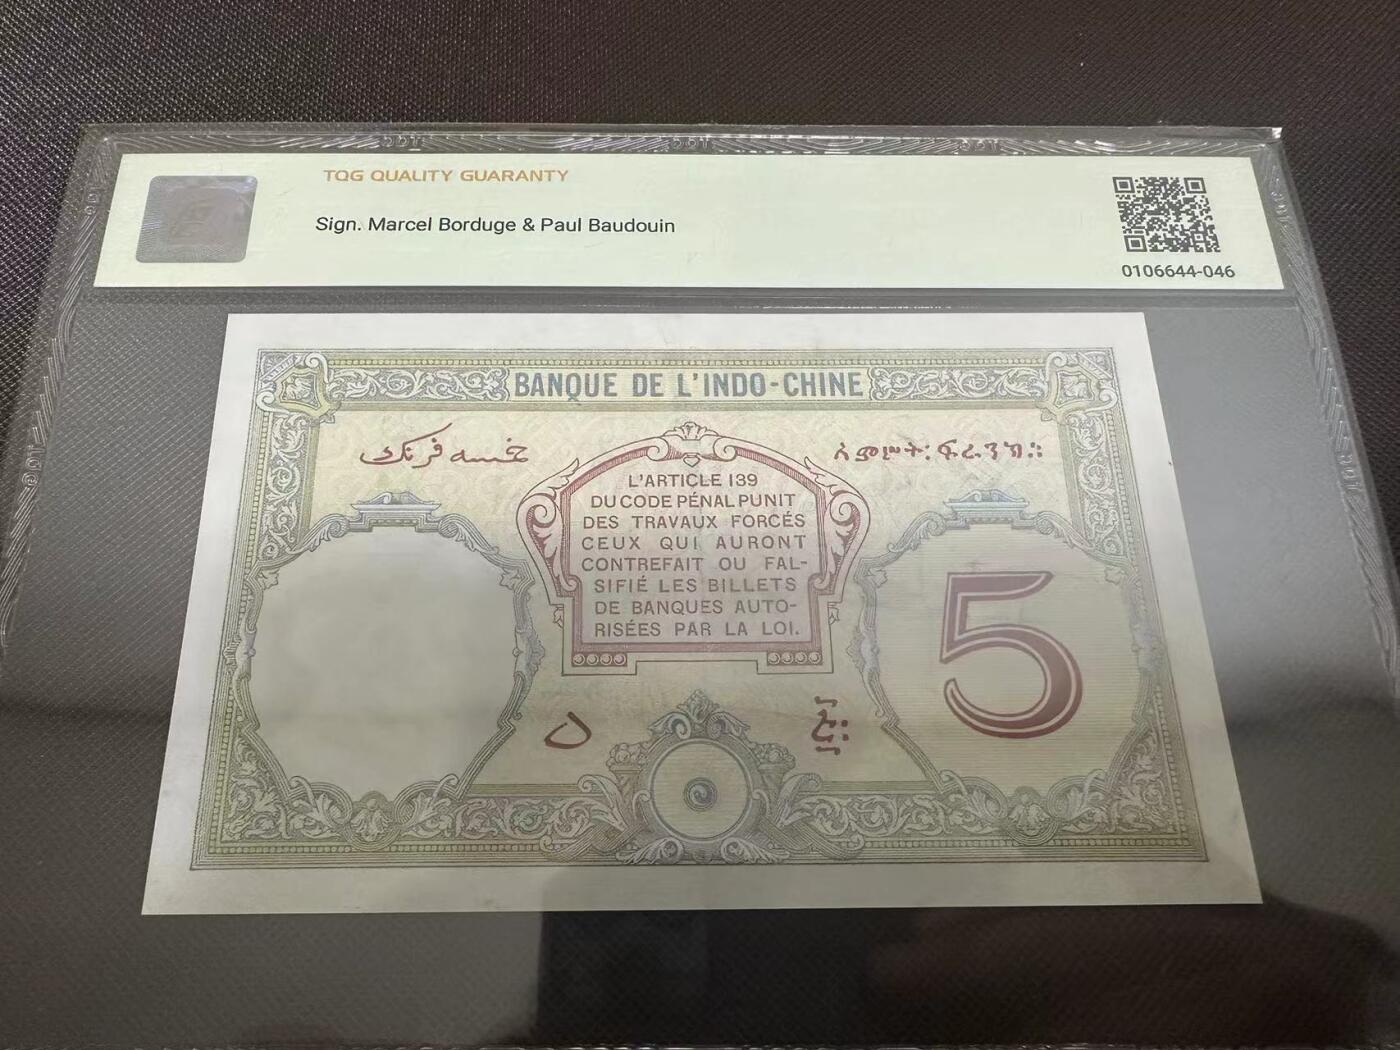 TQG QUALITY GUARANTY
Sign. Marcel Borduge & Paul Baudouin
0106644-046
BANQUE DE L'INDO-CHINE
خمسه فرنك
አምሥት፡ፍራንክ።
L'ARTICLE 139
DU CODE PÉNAL PUNIT
DES TRAVAUX FORCÉS
CEUX QUI AURONT
CONTREFAIT OU FAL-
SIFIÉ LES BILLETS
DE BANQUES AUTO-
RISÉES PAR LA LOI.
5